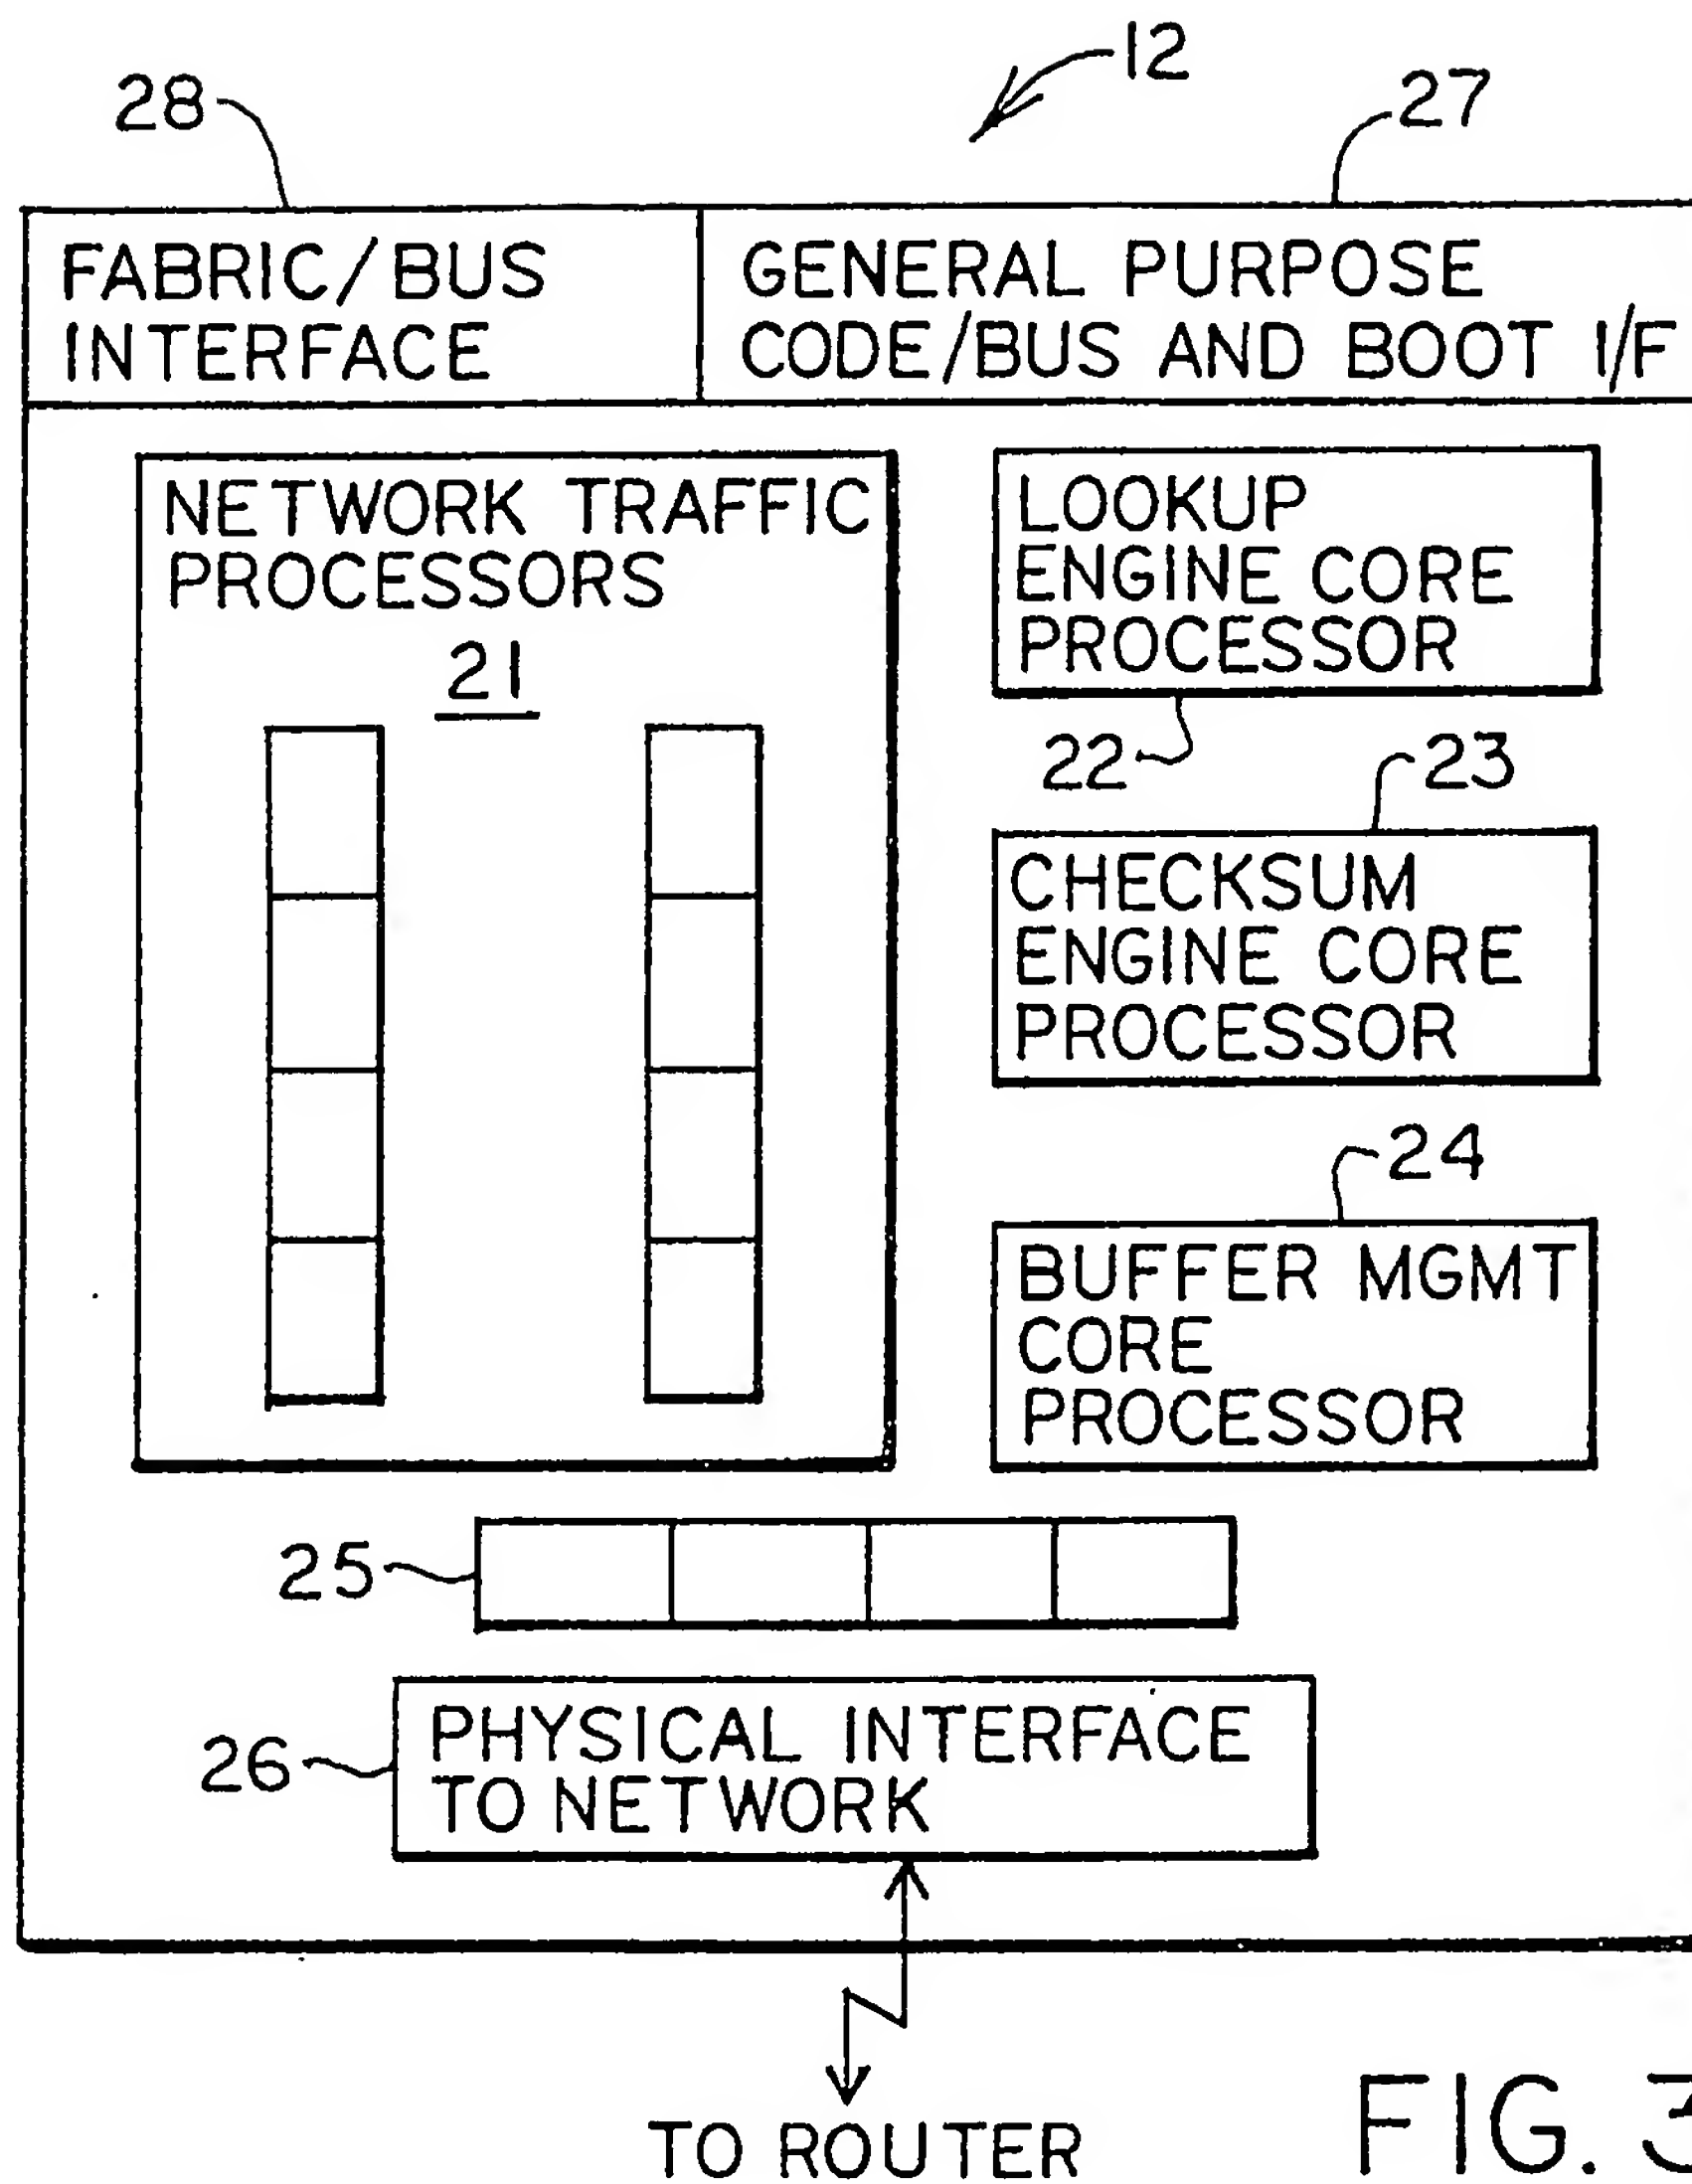 12
28
27
FABRIC/BUS
INTERFACE
GENERAL PURPOSE
CODE/BUS AND BOOT I/F
NETWORK TRAFFIC
PROCESSORS
21
LOOKUP
ENGINE CORE
PROCESSOR
22
23
CHECKSUM
ENGINE CORE
PROCESSOR
24
BUFFER MGMT
CORE
PROCESSOR
25
26
PHYSICAL INTERFACE
TO NETWORK
TO ROUTER
FIG. 3